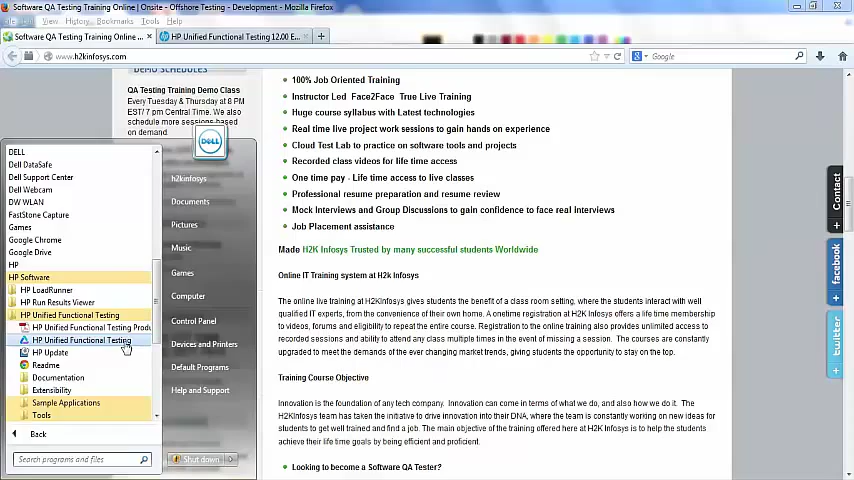 Software QA Testing Training Online | Onsite - Offshore Testing - Development - Mozilla Firefox
View History Bookmarks Tools Help
Software QA Testing Training Online ...
HP Unified Functional Testing 12.00 E...
www.h2kinfosys.com
Google
DEMO SCHEDULES
QA Testing Training Demo Class
Every Tuesday & Thursday at 8 PM
EST/ 7 pm Central Time. We also
schedule more sessions based
on demand.
DELL
DELL
Dell DataSafe
Dell Support Center
Dell Webcam
DW WLAN
FastStone Capture
Games
Google Chrome
Google Drive
HP
HP Software
HP LoadRunner
HP Run Results Viewer
HP Unified Functional Testing
HP Unified Functional Testing Produ
HP Unified Functional Testing
HP Update
Readme
Documentation
Extensibility
Sample Applications
Tools
Back
Search programs and files
h2kinfosys
Documents
Pictures
Music
Games
Computer
Control Panel
Devices and Printers
Default Programs
Help and Support
Shut down
100% Job Oriented Training
Instructor Led Face2Face True Live Training
Huge course syllabus with Latest technologies
Real time live project work sessions to gain hands on experience
Cloud Test Lab to practice on software tools and projects
Recorded class videos for life time access
One time pay - Life time access to live classes
Professional resume preparation and resume review
Mock Interviews and Group Discussions to gain confidence to face real Interviews
Job Placement assistance
Made H2K Infosys Trusted by many successful students Worldwide
Online IT Training system at H2k Infosys
The online live training at H2KInfosys gives students the benefit of a class room setting, where the students interact with well
qualified IT experts, from the convenience of their own home. A onetime registration at H2K Infosys offers a life time membership
to videos, forums and eligibility to repeat the entire course. Registration to the online training also provides unlimited access to
recorded sessions and ability to attend any class multiple times in the event of missing a session. The courses are constantly
upgraded to meet the demands of the ever changing market trends, giving students the opportunity to stay on the top.
Training Course Objective
Innovation is the foundation of any tech company. Innovation can come in terms of what we do, and also how we do it. The
H2KInfosys team has taken the initiative to drive innovation into their DNA, where the team is constantly working on new ideas for
students to get well trained and find a job. The main objective of the training offered here at H2K Infosys is to help the students
achieve their life time goals by being efficient and proficient.
Looking to become a Software QA Tester?
Contact
facebook
twitter